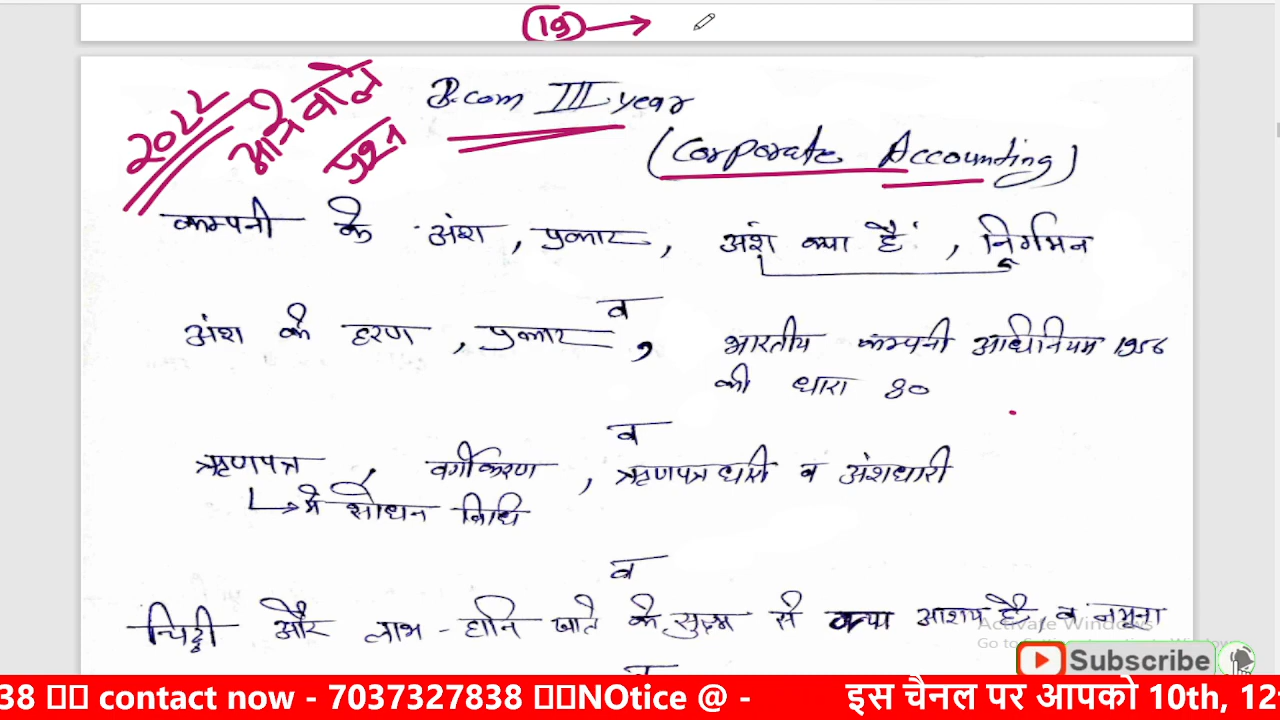 (19)
2022
आने वाले
प्रश्न
B.com III year
(Corporate Accounting)
कम्पनी के अंश, प्रकार, अंश क्या है, निर्गमन
व
अंश के हरण, प्रकार, भारतीय कम्पनी अधिनियम 1956
की धारा 80
व
ऋणपत्र, वर्गीकरण, ऋणपत्रधारी व अंशधारी
शोधन निधि
व
चिट्ठी और लाभ-हानि खाते के से क्या आशय है, व नमूना
व
Activate Windows
Subscribe
38 contact now - 7037327838 NOtice @ - इस चैनल पर आपको 10th, 12